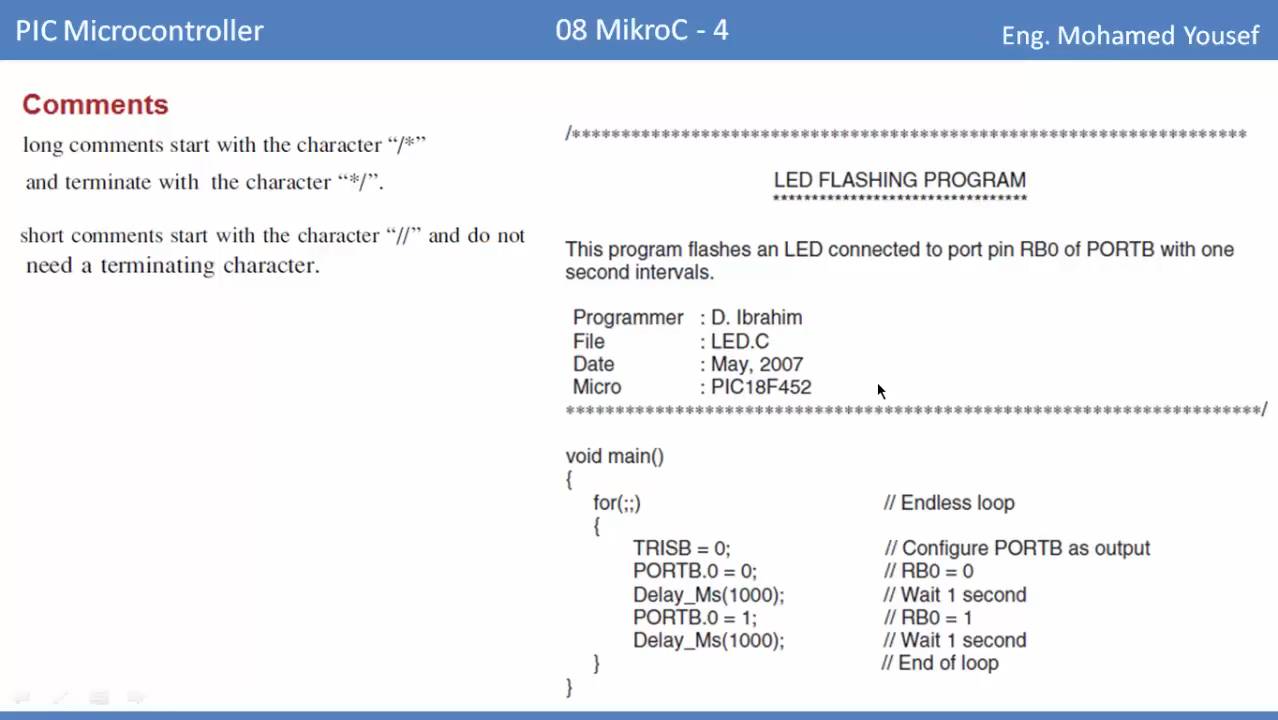 PIC Microcontroller
08 MikroC - 4
Eng. Mohamed Yousef
Comments
long comments start with the character “/*”
and terminate with the character “*/”.
short comments start with the character “//” and do not
need a terminating character.
/*********************************************************************
LED FLASHING PROGRAM
*********************************
This program flashes an LED connected to port pin RB0 of PORTB with one
second intervals.
Programmer : D. Ibrahim
File : LED.C
Date : May, 2007
Micro : PIC18F452
**********************************************************************/
void main()
{
for(;;) // Endless loop
{
TRISB = 0; // Configure PORTB as output
PORTB.0 = 0; // RB0 = 0
Delay_Ms(1000); // Wait 1 second
PORTB.0 = 1; // RB0 = 1
Delay_Ms(1000); // Wait 1 second
} // End of loop
}